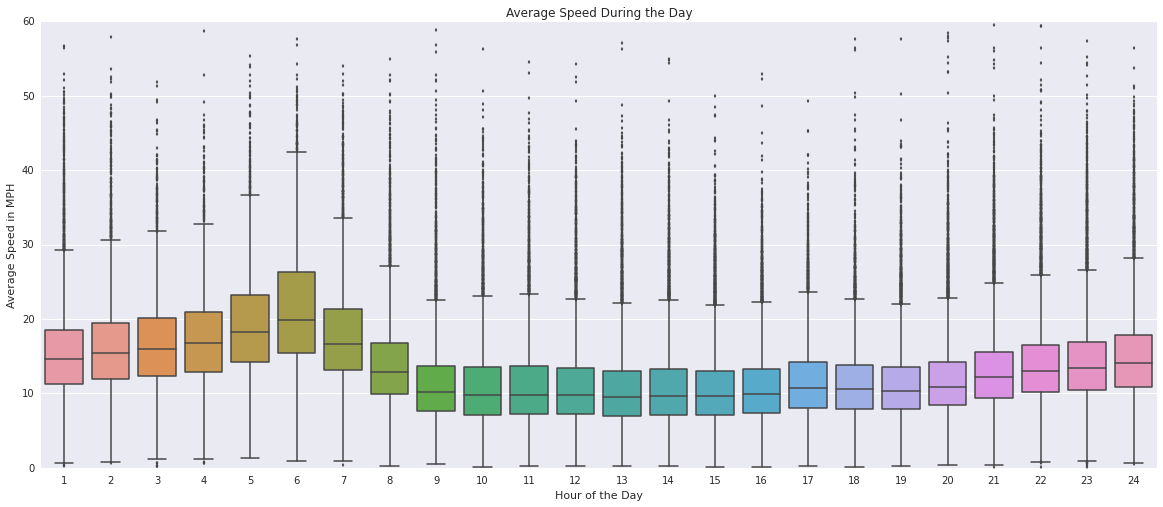 Average Speed During the Day
Average Speed in MPH
60
50
40
30
20
10
0
1 2 3 4 5 6 7 8 9 10 11 12 13 14 15 16 17 18 19 20 21 22 23 24
Hour of the Day